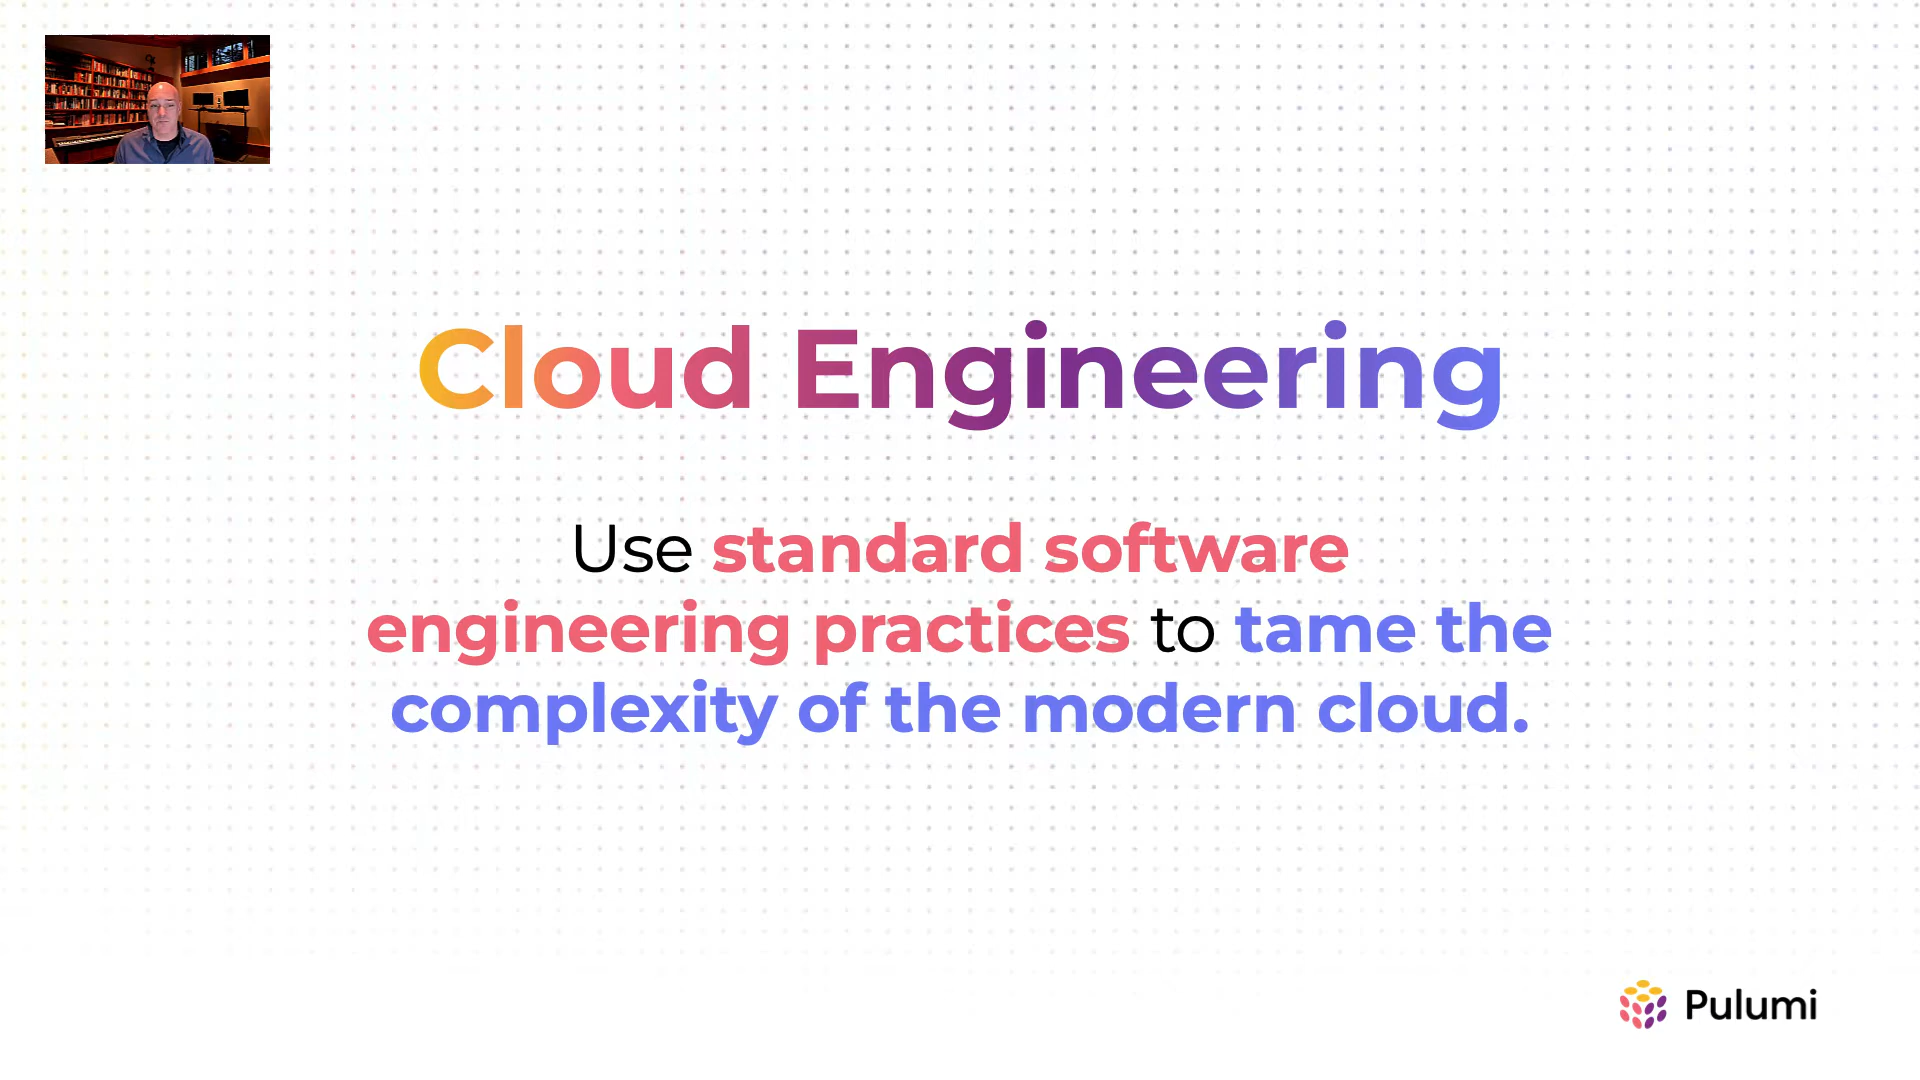 Cloud Engineering
Use standard software
engineering practices to tame the
complexity of the modern cloud.
Pulumi